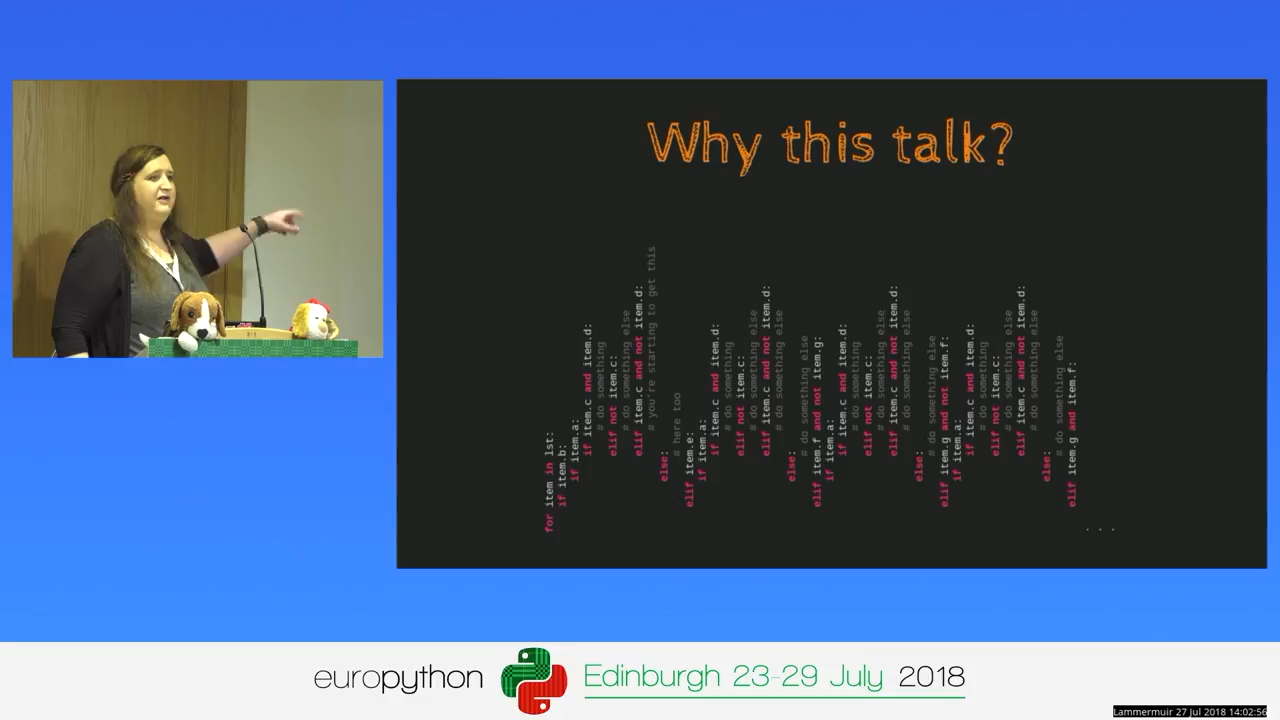 Why this talk?
for item in lst:
if item.b:
if item.a:
if item.c and item.d:
# do something
elif not item.c:
# do something else
elif item.c and not item.d:
# you're starting to get this
else:
# here too
elif item.e:
if item.a:
if item.c and item.d:
# do something
elif not item.c:
# do something else
elif item.c and not item.d:
# do something else
else:
# do something else
elif item.f and not item.g:
if item.a:
if item.c and item.d:
# do something
elif not item.c:
# do something else
elif item.c and not item.d:
# do something else
else:
# do something else
elif item.g and not item.f:
if item.a:
if item.c and item.d:
# do something
elif not item.c:
# do something else
elif item.c and not item.d:
# do something else
else:
# do something else
elif item.g and item.f:
. . .
europython Edinburgh 23-29 July 2018
Lammermuir 27 Jul 2018 14:02:56